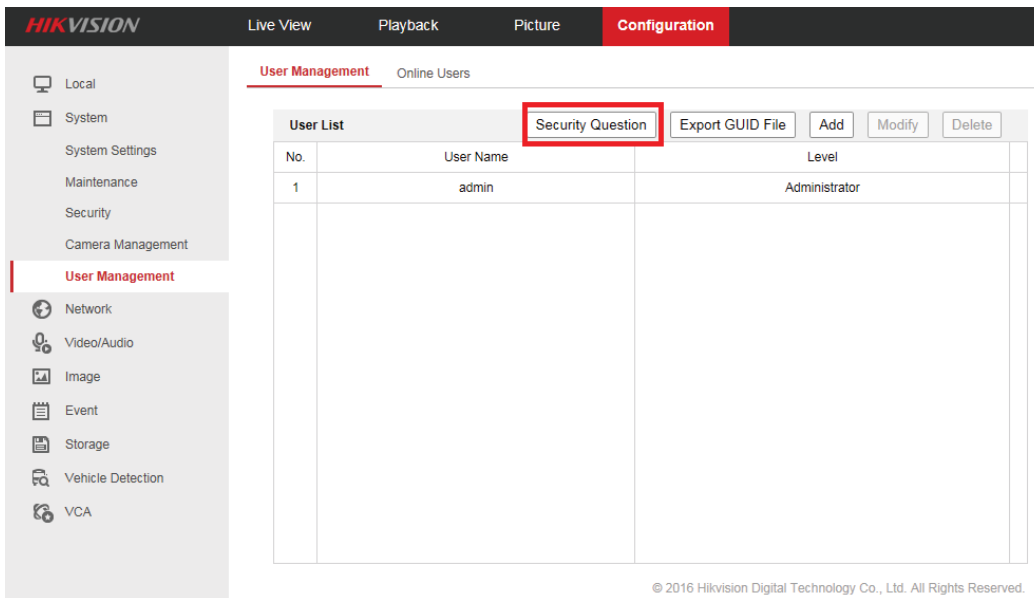 HIKVISION Live View Playback Picture Configuration
User Management Online Users
Local
System
System Settings
Maintenance
Security
Camera Management
User Management
Network
Video/Audio
Image
Event
Storage
Vehicle Detection
VCA
User List Security Question Export GUID File Add Modify Delete
No. User Name Level
1 admin Administrator
© 2016 Hikvision Digital Technology Co., Ltd. All Rights Reserved.